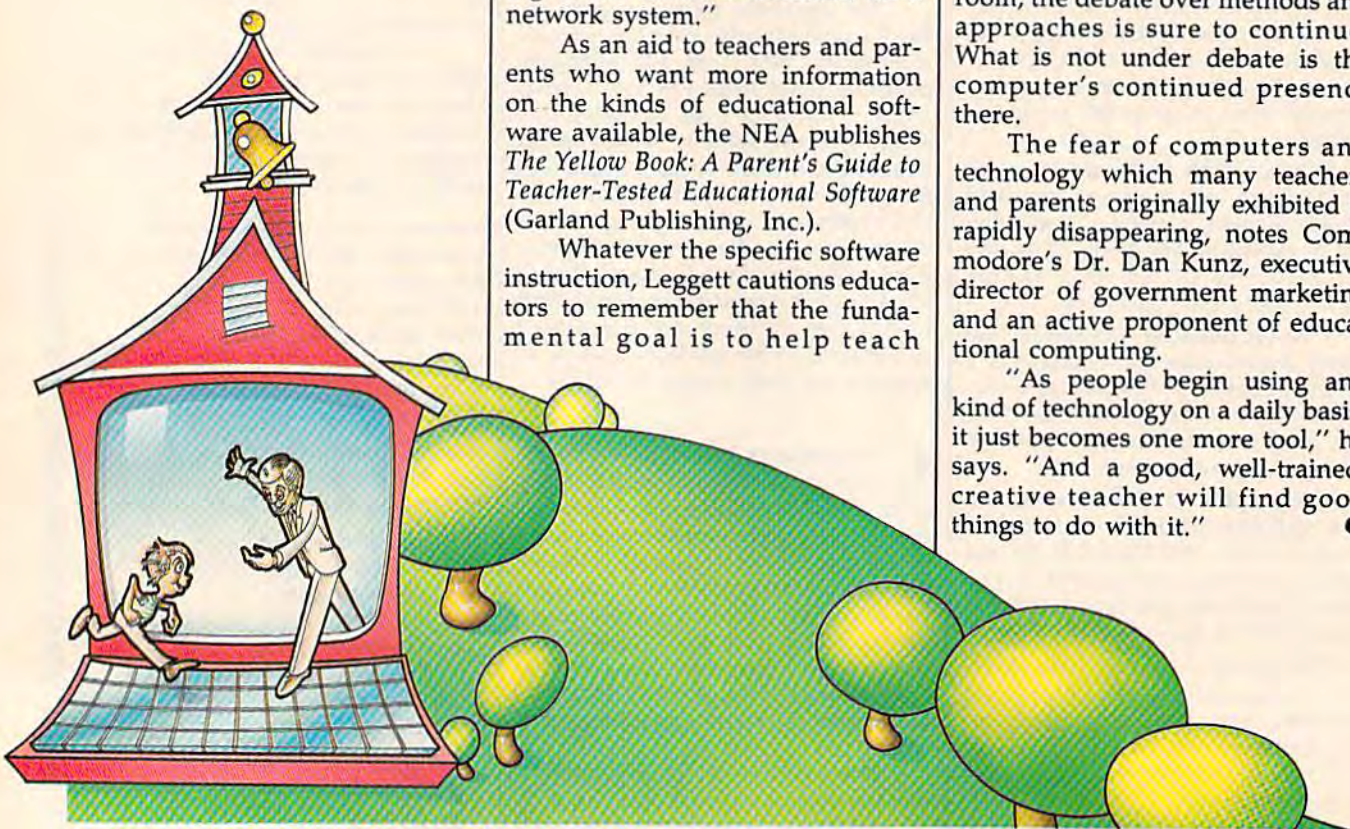 network system."
As an aid to teachers and par-
ents who want more information
on the kinds of educational soft-
ware available, the NEA publishes
The Yellow Book: A Parent's Guide to
Teacher-Tested Educational Software
(Garland Publishing, Inc.).
Whatever the specific software
instruction, Leggett cautions educa-
tors to remember that the funda-
mental goal is to help teach
room, the debate over methods an
approaches is sure to continu
What is not under debate is th
computer's continued presenc
there.
The fear of computers an
technology which many teache
and parents originally exhibited
rapidly disappearing, notes Com
modore's Dr. Dan Kunz, executiv
director of government marketin
and an active proponent of educa
tional computing.
"As people begin using an
kind of technology on a daily basi
it just becomes one more tool," h
says. "And a good, well-trained
creative teacher will find goo
things to do with it."